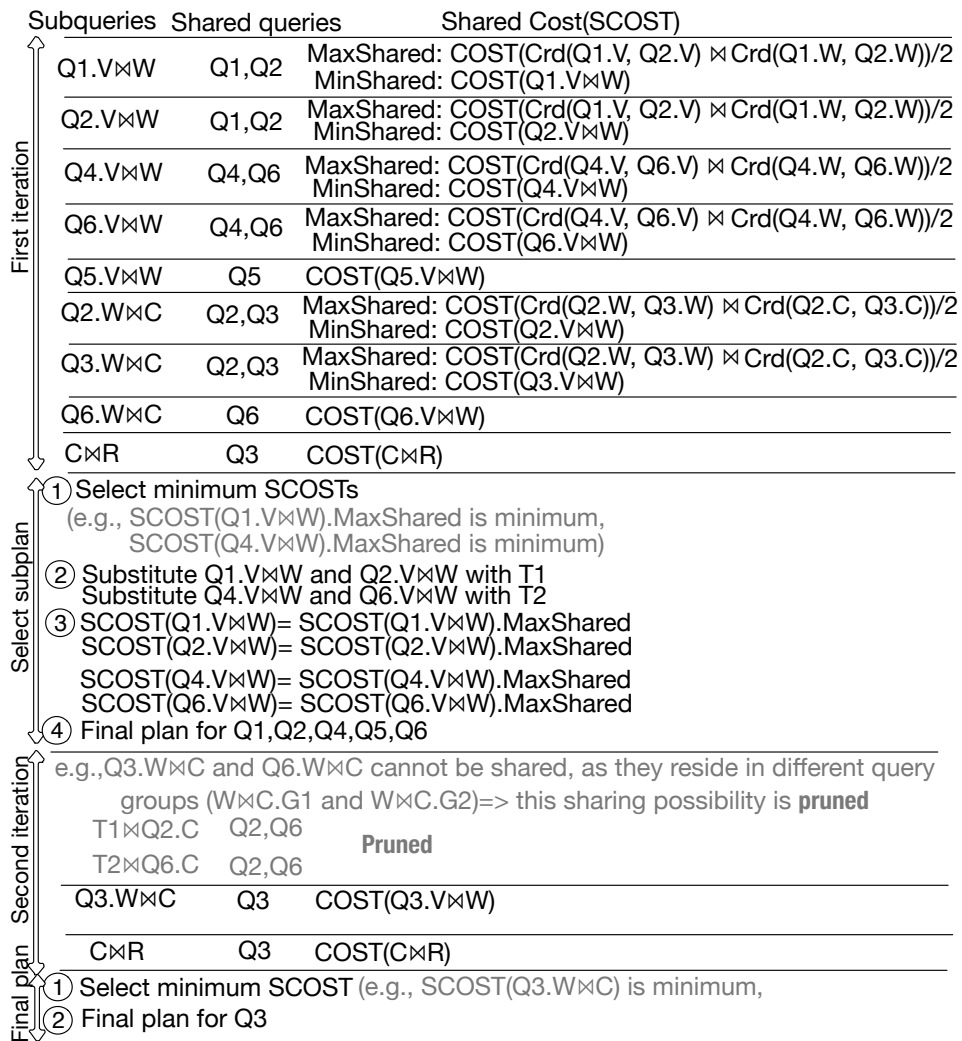 Subqueries Shared queries Shared Cost(SCOST)
First iteration
Q1.V⋈W Q1,Q2 MaxShared: COST(Crd(Q1.V, Q2.V) ⋈ Crd(Q1.W, Q2.W))/2
MinShared: COST(Q1.V⋈W)
Q2.V⋈W Q1,Q2 MaxShared: COST(Crd(Q1.V, Q2.V) ⋈ Crd(Q1.W, Q2.W))/2
MinShared: COST(Q2.V⋈W)
Q4.V⋈W Q4,Q6 MaxShared: COST(Crd(Q4.V, Q6.V) ⋈ Crd(Q4.W, Q6.W))/2
MinShared: COST(Q4.V⋈W)
Q6.V⋈W Q4,Q6 MaxShared: COST(Crd(Q4.V, Q6.V) ⋈ Crd(Q4.W, Q6.W))/2
MinShared: COST(Q6.V⋈W)
Q5.V⋈W Q5 COST(Q5.V⋈W)
Q2.W⋈C Q2,Q3 MaxShared: COST(Crd(Q2.W, Q3.W) ⋈ Crd(Q2.C, Q3.C))/2
MinShared: COST(Q2.V⋈W)
Q3.W⋈C Q2,Q3 MaxShared: COST(Crd(Q2.W, Q3.W) ⋈ Crd(Q2.C, Q3.C))/2
MinShared: COST(Q3.V⋈W)
Q6.W⋈C Q6 COST(Q6.V⋈W)
C⋈R Q3 COST(C⋈R)
Select subplan
1 Select minimum SCOSTs
(e.g., SCOST(Q1.V⋈W).MaxShared is minimum,
SCOST(Q4.V⋈W).MaxShared is minimum)
2 Substitute Q1.V⋈W and Q2.V⋈W with T1
Substitute Q4.V⋈W and Q6.V⋈W with T2
3 SCOST(Q1.V⋈W)= SCOST(Q1.V⋈W).MaxShared
SCOST(Q2.V⋈W)= SCOST(Q2.V⋈W).MaxShared
SCOST(Q4.V⋈W)= SCOST(Q4.V⋈W).MaxShared
SCOST(Q6.V⋈W)= SCOST(Q6.V⋈W).MaxShared
4 Final plan for Q1,Q2,Q4,Q5,Q6
Second iteration
e.g.,Q3.W⋈C and Q6.W⋈C cannot be shared, as they reside in different query
groups (W⋈C.G1 and W⋈C.G2)=> this sharing possibility is pruned
T1⋈Q2.C Q2,Q6
Pruned
T2⋈Q6.C Q2,Q6
Q3.W⋈C Q3 COST(Q3.V⋈W)
C⋈R Q3 COST(C⋈R)
Final plan
1 Select minimum SCOST (e.g., SCOST(Q3.W⋈C) is minimum,
2 Final plan for Q3